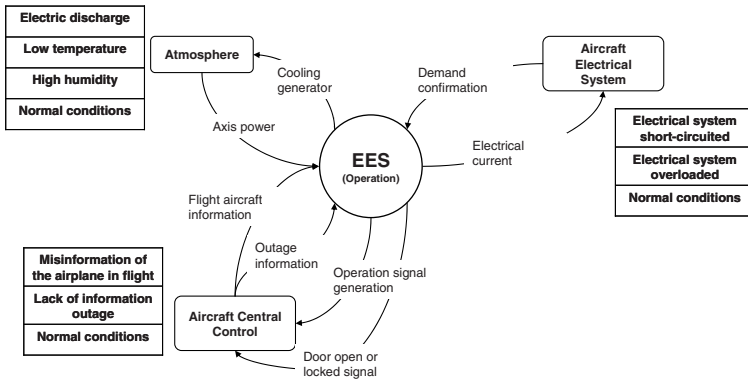 Electric discharge
Low temperature
High humidity
Normal conditions
Atmosphere
Cooling
generator
Axis power
Demand
confirmation
Aircraft
Electrical
System
EES
(Operation)
Electrical
current
Electrical system
short-circuited
Electrical system
overloaded
Normal conditions
Flight aircraft
information
Outage
information
Operation signal
generation
Misinformation of
the airplane in flight
Lack of information
outage
Normal conditions
Aircraft Central
Control
Door open or
locked signal